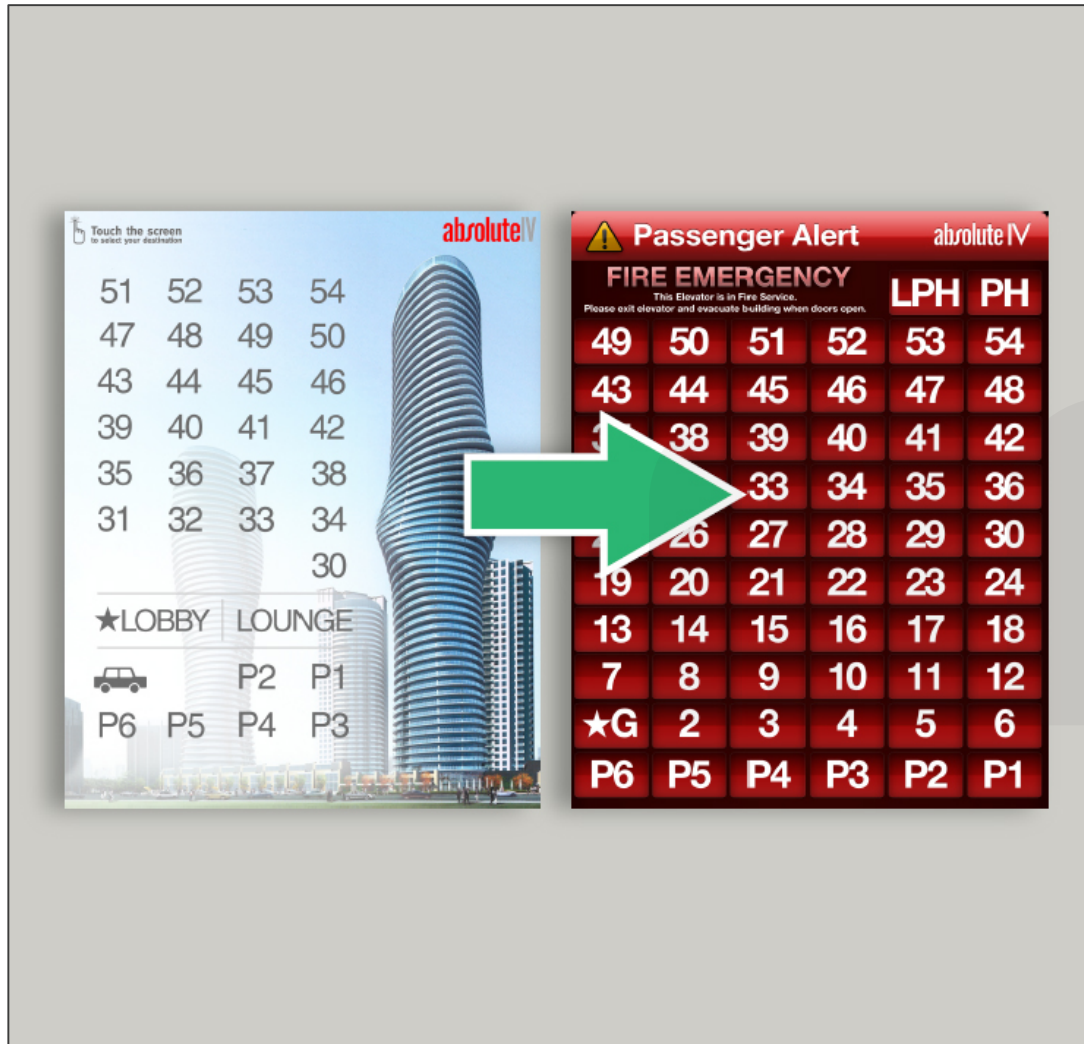 Touch the screen
to select your destination
absoluteIV
51 52 53 54
47 48 49 50
43 44 45 46
39 40 41 42
35 36 37 38
31 32 33 34
30
★LOBBY LOUNGE
P2 P1
P6 P5 P4 P3
Passenger Alert
absolute IV
FIRE EMERGENCY
This Elevator is in Fire Service.
Please exit elevator and evacuate building when doors open.
LPH PH
49 50 51 52 53 54
43 44 45 46 47 48
38 39 40 41 42
33 34 35 36
26 27 28 29 30
19 20 21 22 23 24
13 14 15 16 17 18
7 8 9 10 11 12
★G 2 3 4 5 6
P6 P5 P4 P3 P2 P1